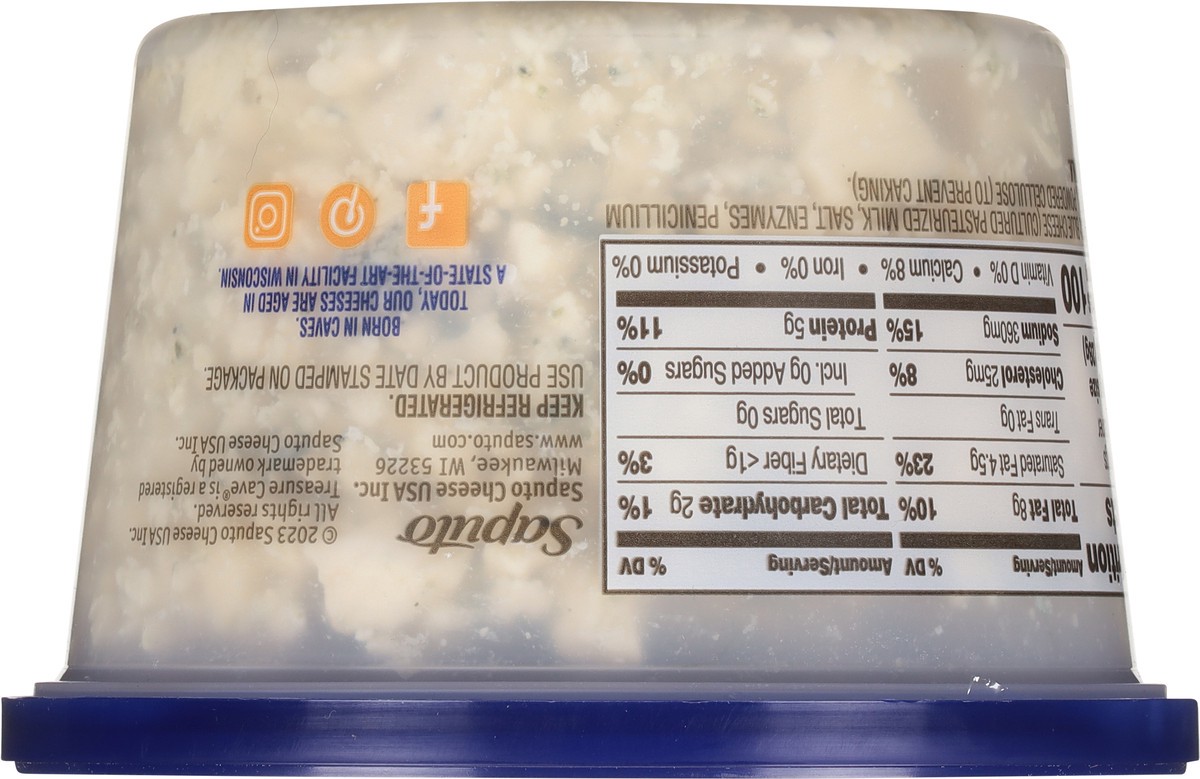 ition
s
Amount/Serving % DV Amount/Serving % DV
Total Fat 8g 10% Total Carbohydrate 2g 1%
Saturated Fat 4.5g 23% Dietary Fiber <1g 3%
Trans Fat 0g Total Sugars 0g
Cholesterol 25mg 8% Incl. 0g Added Sugars 0%
Sodium 360mg 15% Protein 5g 11%
100
Vitamin D 0% • Calcium 8% • Iron 0% • Potassium 0%
CHEESE (CULTURED PASTEURIZED MILK, SALT, ENZYMES, PENICILLIUM
CELLULOSE (TO PREVENT CAKING).
Saputo
Saputo Cheese USA Inc.
Milwaukee, WI 53226
www.saputo.com
© 2023 Saputo Cheese USA Inc.
All rights reserved.
Treasure Cave® is a registered
trademark owned by
Saputo Cheese USA Inc.
KEEP REFRIGERATED.
USE PRODUCT BY DATE STAMPED ON PACKAGE.
BORN IN CAVES.
TODAY, OUR CHEESES ARE AGED IN
A STATE-OF-THE-ART FACILITY IN WISCONSIN.